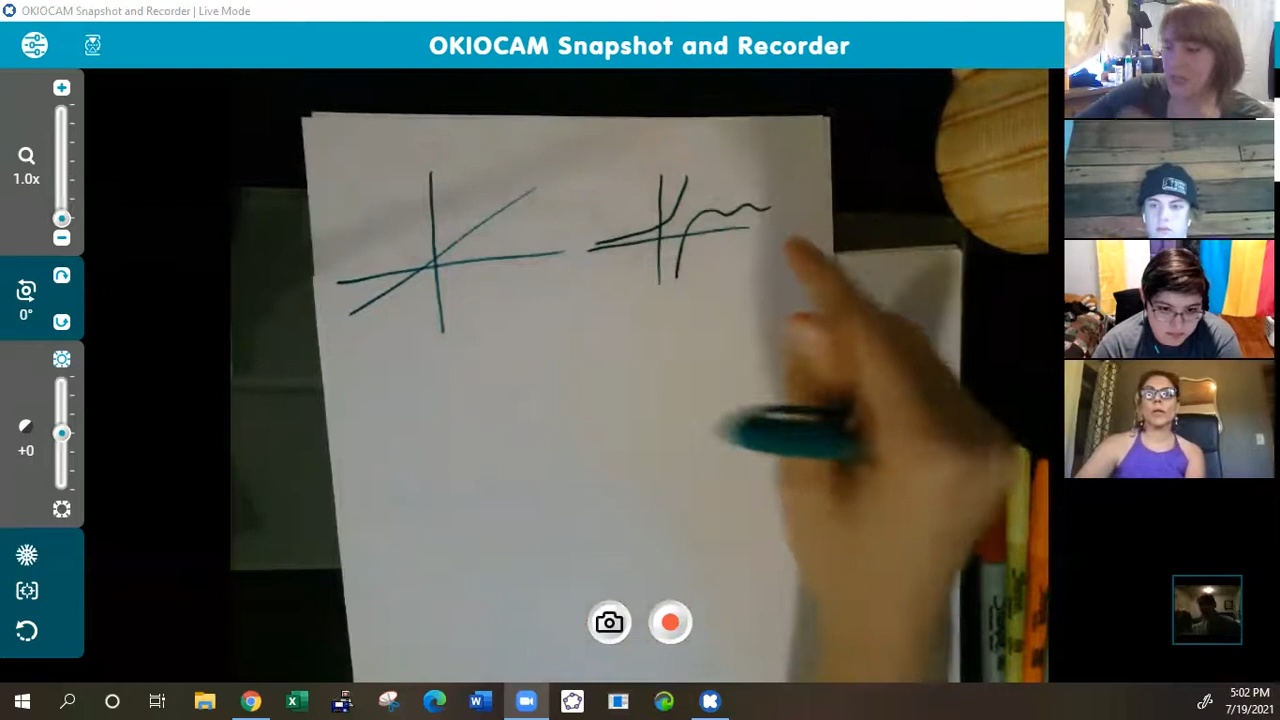 OKIOCAM Snapshot and Recorder | Live Mode
OKIOCAM Snapshot and Recorder
1.0x
0°
+0
5:02 PM
7/19/2021